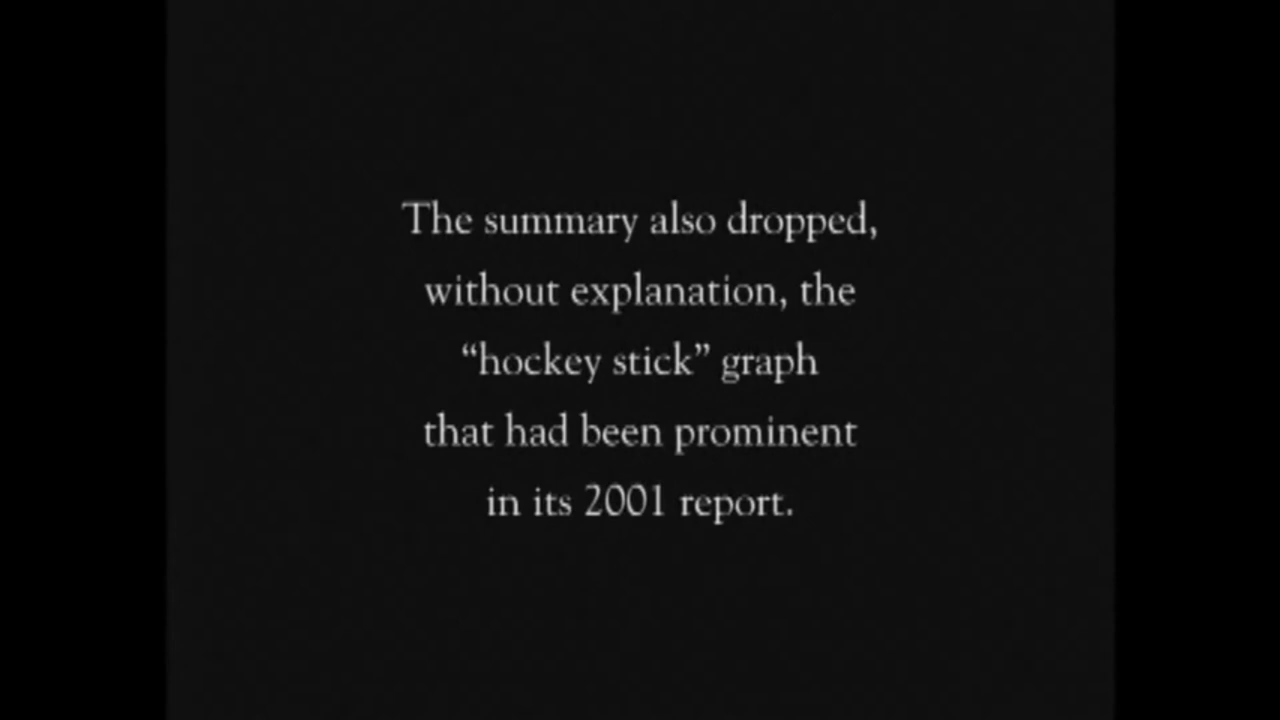 The summary also dropped,
without explanation, the
“hockey stick” graph
that had been prominent
in its 2001 report.